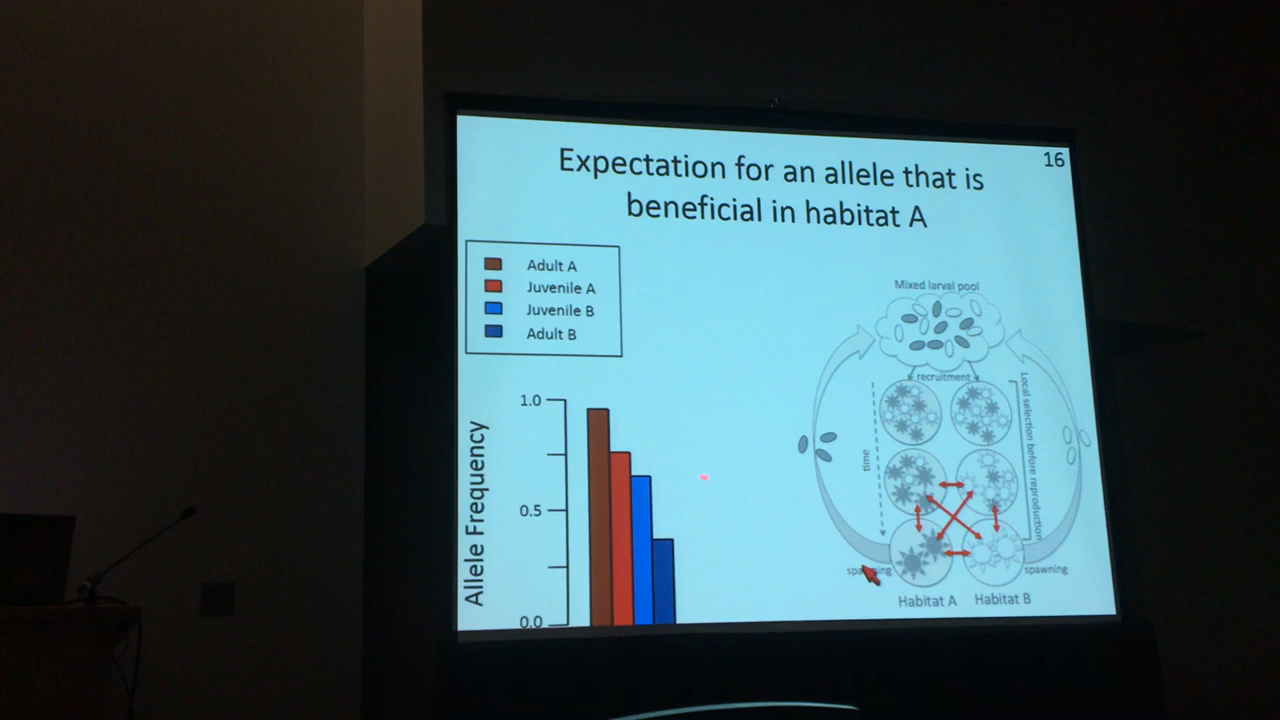 16
Expectation for an allele that is
beneficial in habitat A
Adult A
Juvenile A
Juvenile B
Adult B
1.0
0.5
0.0
Allele Frequency
Mixed larval pool
recruitment
time
Local selection before reproduction
spawning
spawning
Habitat A
Habitat B